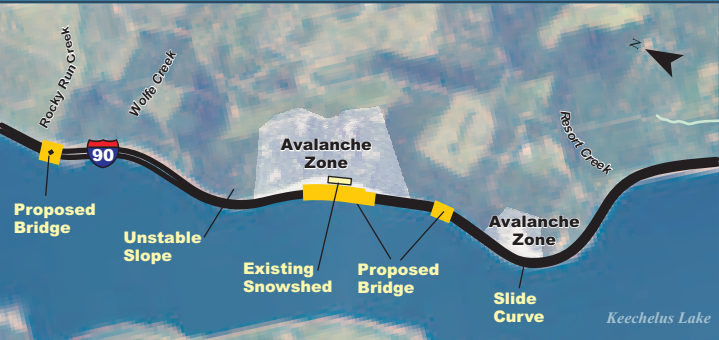 Rocky Run Creek
Wolfe Creek
N
90
Avalanche
Zone
Resort Creek
Proposed
Bridge
Unstable
Slope
Existing
Snowshed
Proposed
Bridge
Avalanche
Zone
Slide
Curve
Keechelus Lake